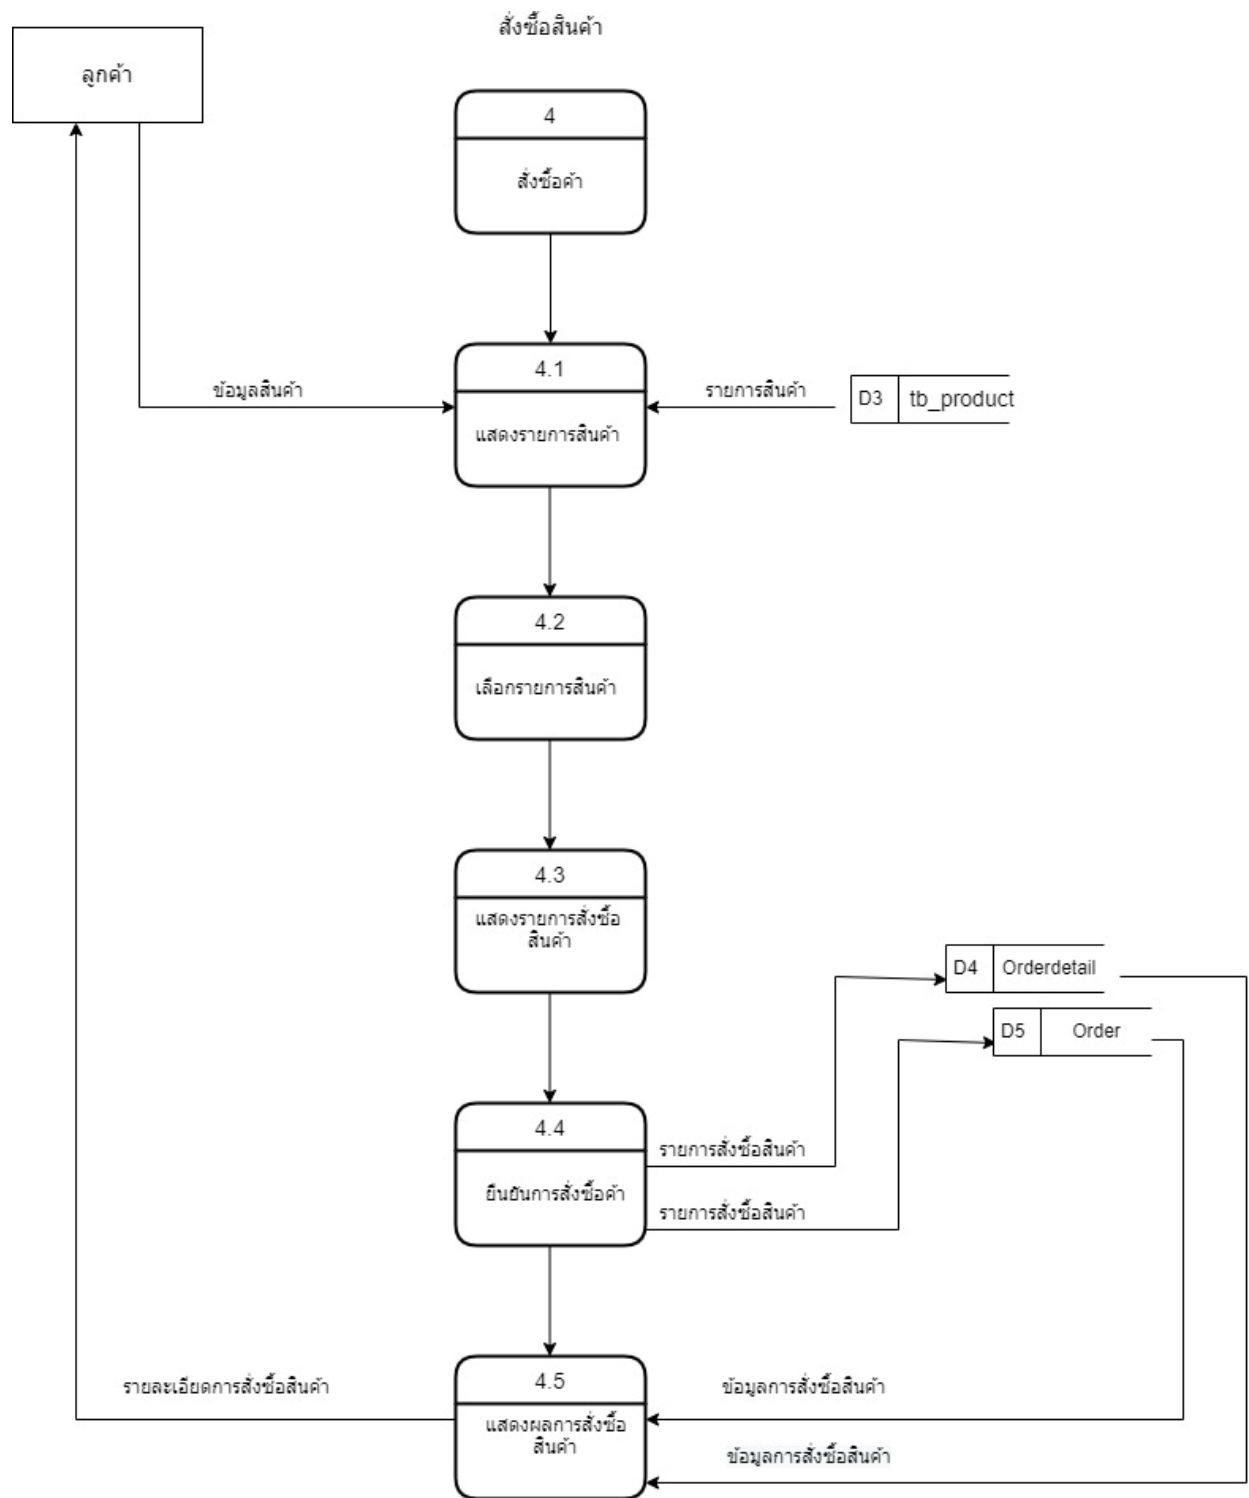 สั่งซื้อสินค้า
ลูกค้า
4
สั่งซื้อค้า
4.1
ข้อมูลสินค้า
รายการสินค้า
D3
tb_product
แสดงรายการสินค้า
4.2
เลือกรายการสินค้า
4.3
แสดงรายการสั่งซื้อ
สินค้า
D4
Orderdetail
D5
Order
4.4
รายการสั่งซื้อสินค้า
ยืนยันการสั่งซื้อค้า
รายการสั่งซื้อสินค้า
4.5
รายละเอียดการสั่งซื้อสินค้า
ข้อมูลการสั่งซื้อสินค้า
แสดงผลการสั่งซื้อ
สินค้า
ข้อมูลการสั่งซื้อสินค้า